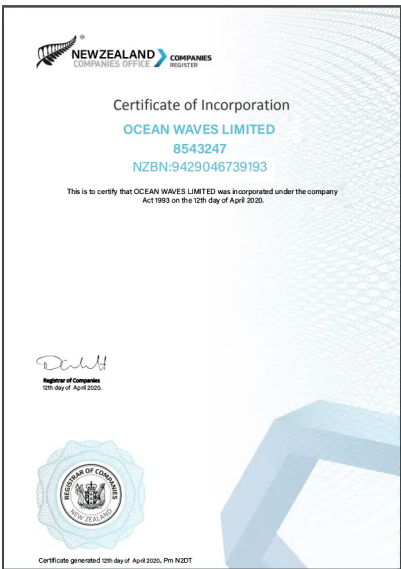 NEWZEALAND
COMPANIES OFFICE
COMPANIES
REGISTER
Certificate of Incorporation
OCEAN WAVES LIMITED
8543247
NZBN:9429046739193
This is to certify that OCEAN WAVES LIMITED was incorporated under the company
Act 1993 on the 12th day of April 2020.
Registrar of Companies
12th day of April 2020.
REGISTRAR OF COMPANIES
NEW ZEALAND
Certificate generated 12th day of April 2020. Pm N2DT